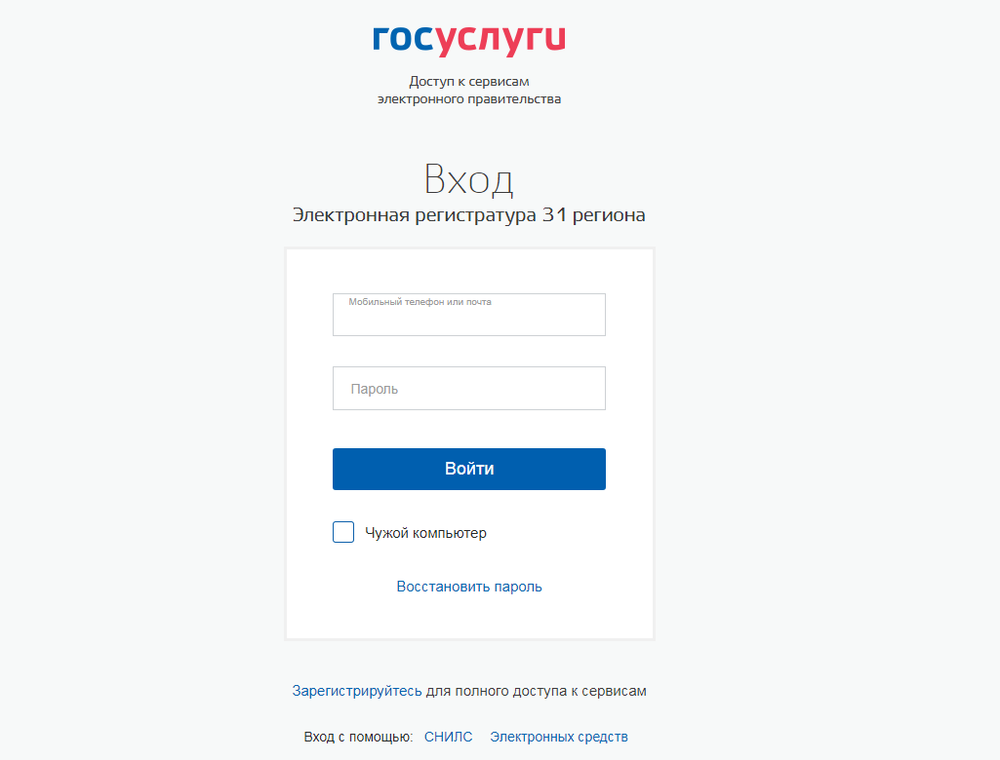 госуслуги
Доступ к сервисам
электронного правительства
Вход
Электронная регистратура 31 региона
Мобильный телефон или почта
Пароль
Войти
Чужой компьютер
Восстановить пароль
Зарегистрируйтесь для полного доступа к сервисам
Вход с помощью: СНИЛС Электронных средств